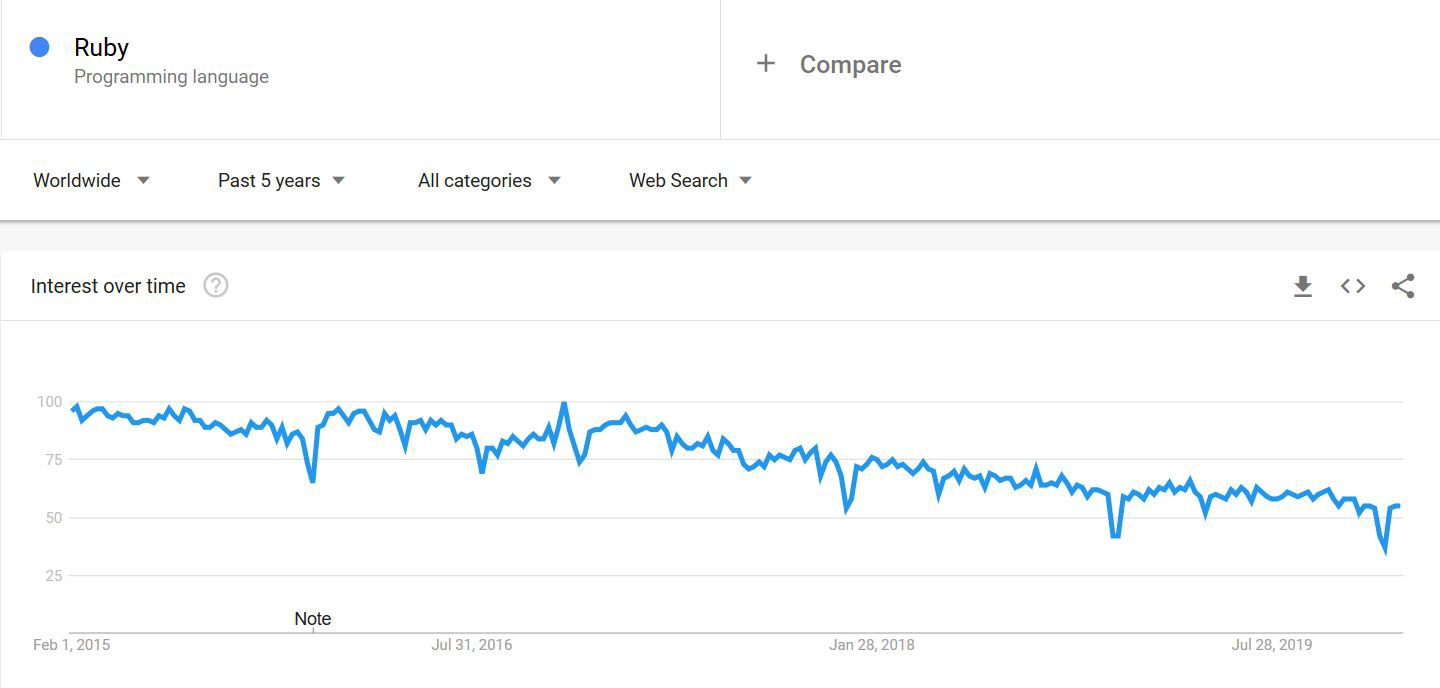 Ruby
Programming language
+ Compare
Worldwide
Past 5 years
All categories
Web Search
Interest over time
?
100
75
50
25
Note
Feb 1, 2015
Jul 31, 2016
Jan 28, 2018
Jul 28, 2019